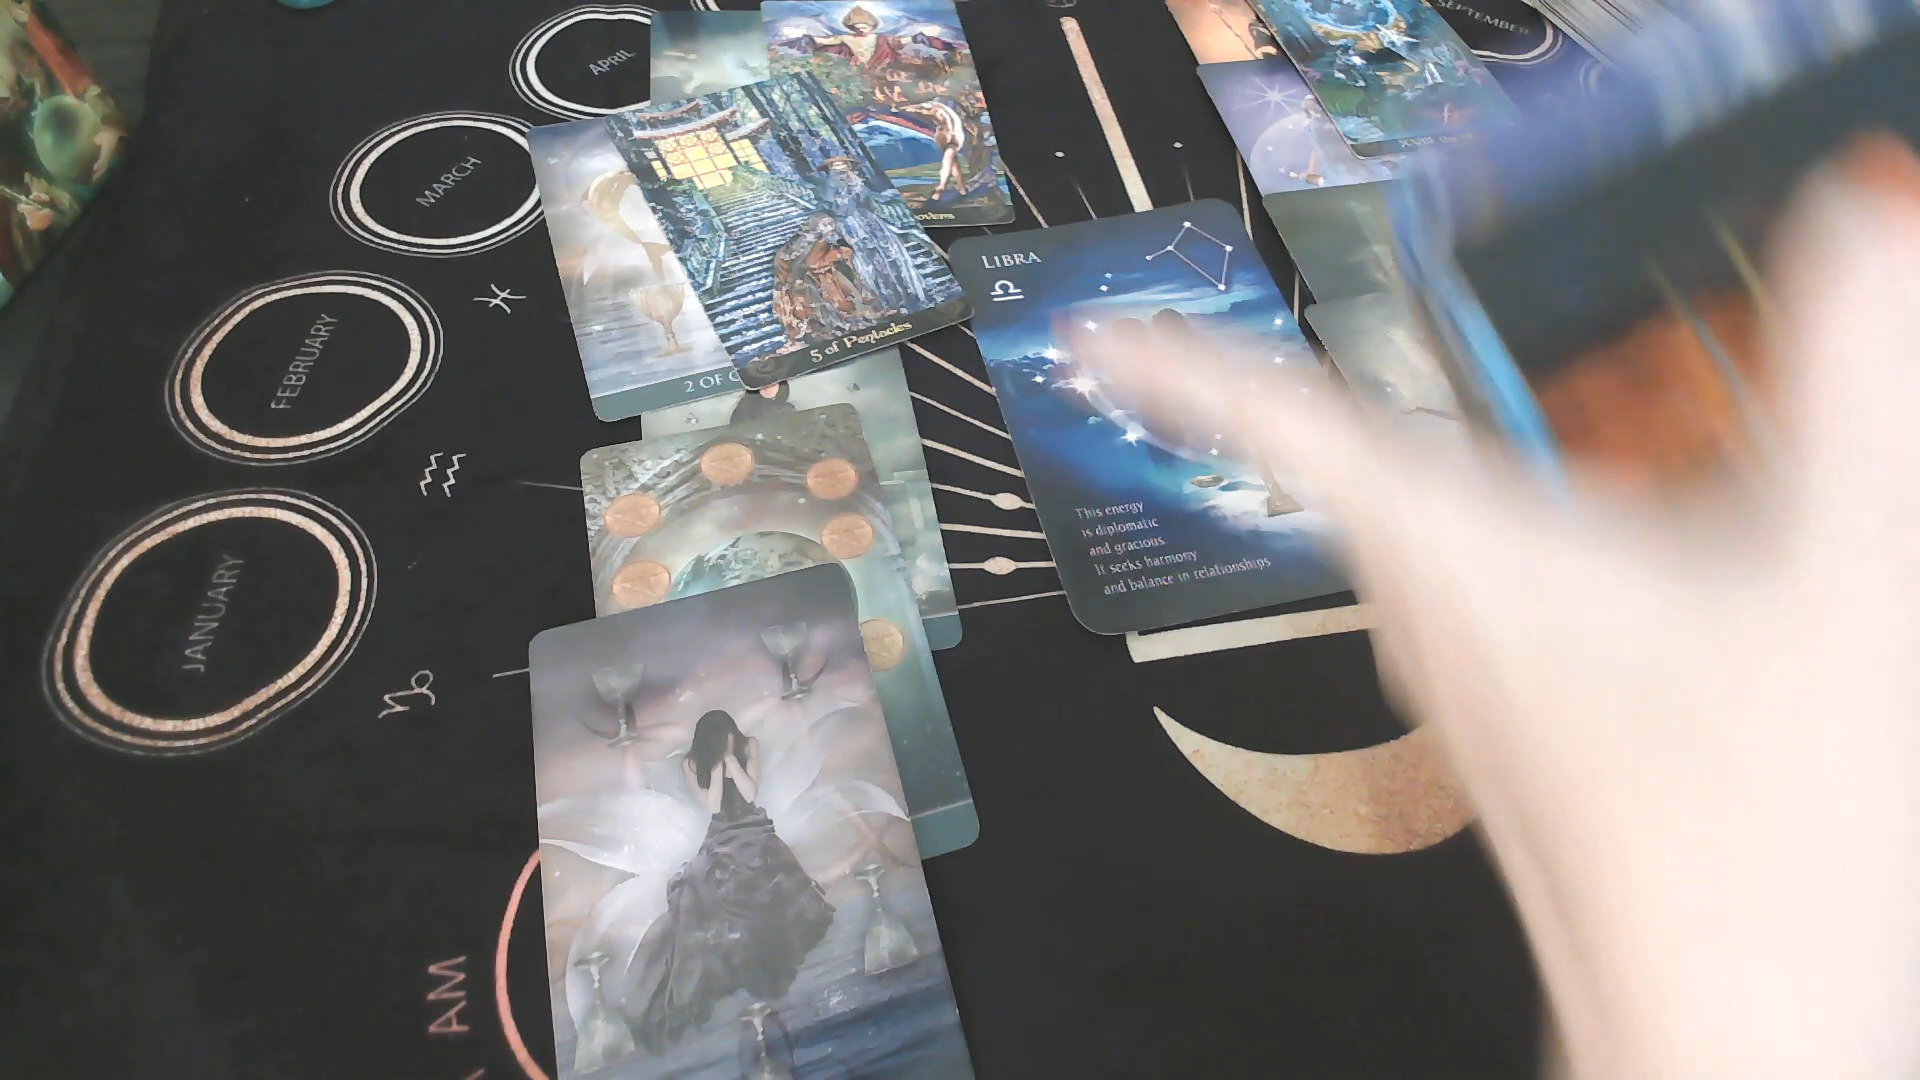 APRIL
SEPTEMBER
MARCH
FEBRUARY
JANUARY
LIBRA
5 of Pentacles
2 OF C
XVIII
This energy
is diplomatic
and gracious
It seeks harmony
and balance in relationships
AM